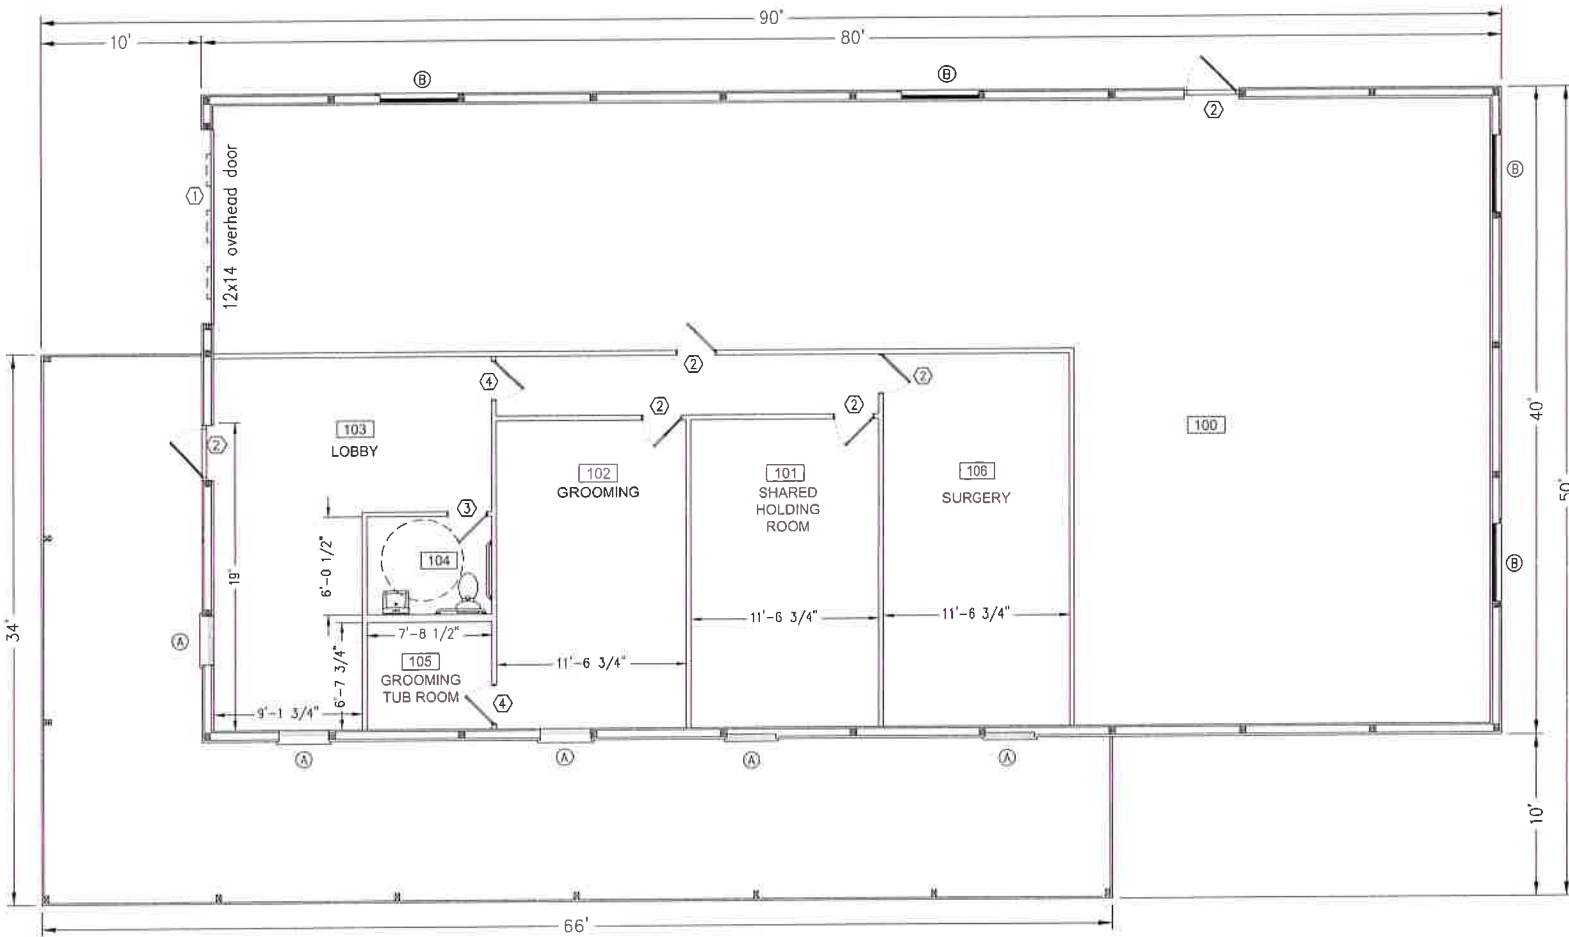 90'
10'
80'
B
B
2
1
12x14 overhead door
B
2
4
2
2
2
2
103
LOBBY
102
GROOMING
101
SHARED
HOLDING
ROOM
106
SURGERY
100
40'
50'
3
104
6'-0 1/2"
19'
B
34'
A
7'-8 1/2"
11'-6 3/4"
11'-6 3/4"
11'-6 3/4"
105
GROOMING
TUB ROOM
6'-7 3/4"
4
9'-1 3/4"
A
A
A
A
10'
66'